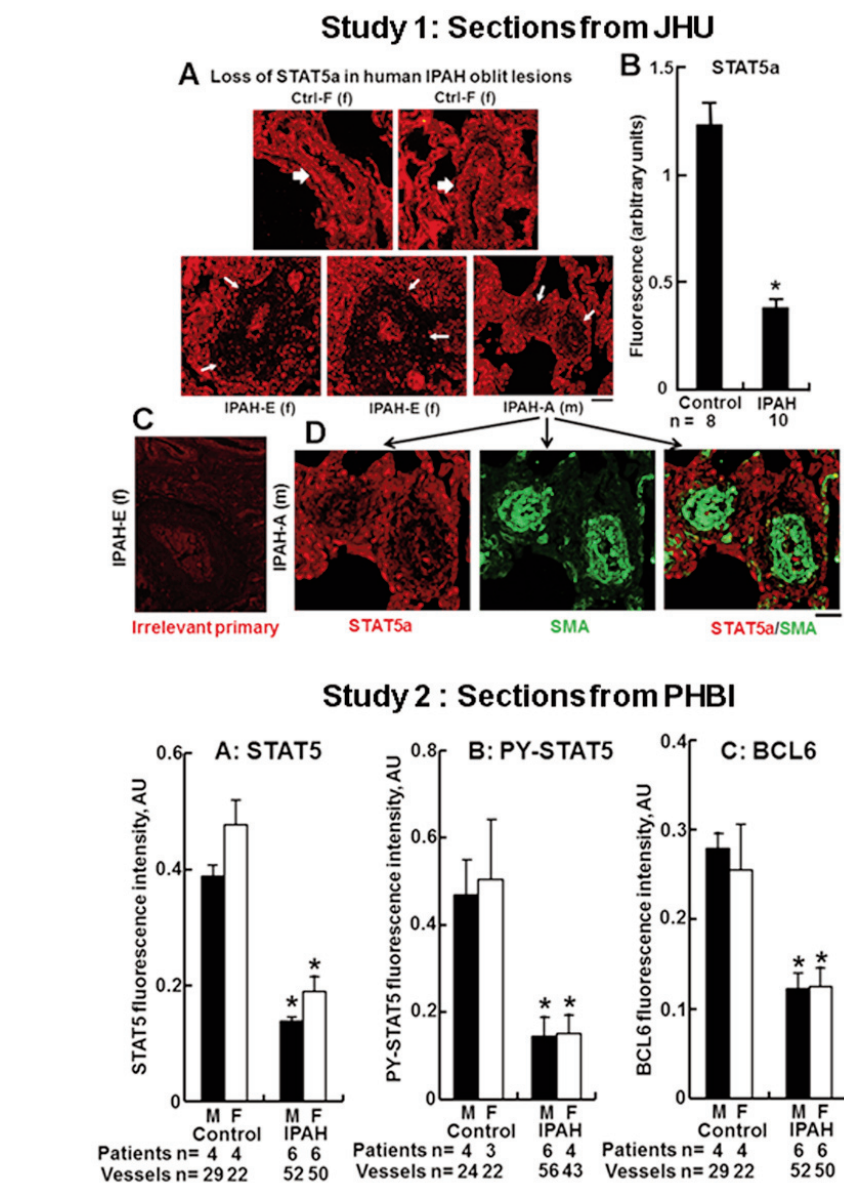 Study 1: Sections from JHU
A Loss of STAT5a in human IPAH oblit lesions
Ctrl-F (f) Ctrl-F (f)
IPAH-E (f) IPAH-E (f) IPAH-A (m)
B STAT5a
Fluorescence (arbitrary units)
1.5
1
0.5
0
*
Control IPAH
n = 8 10
C
IPAH-E (f)
Irrelevant primary
D
IPAH-A (m)
STAT5a SMA STAT5a/SMA
Study 2 : Sections from PHBI
A: STAT5
STAT5 fluorescence intensity, AU
0.6
0.4
0.2
0
* *
M F M F
Control IPAH
Patients n= 4 4 6 6
Vessels n= 29 22 52 50
B: PY-STAT5
PY-STAT5 fluorescence intensity, AU
0.8
0.6
0.4
0.2
0
* *
M F M F
Control IPAH
Patients n= 4 3 6 4
Vessels n= 24 22 56 43
C: BCL6
BCL6 fluorescence intensity, AU
0.4
0.3
0.2
0.1
0
* *
M F M F
Control IPAH
Patients n= 4 4 6 6
Vessels n= 29 22 52 50